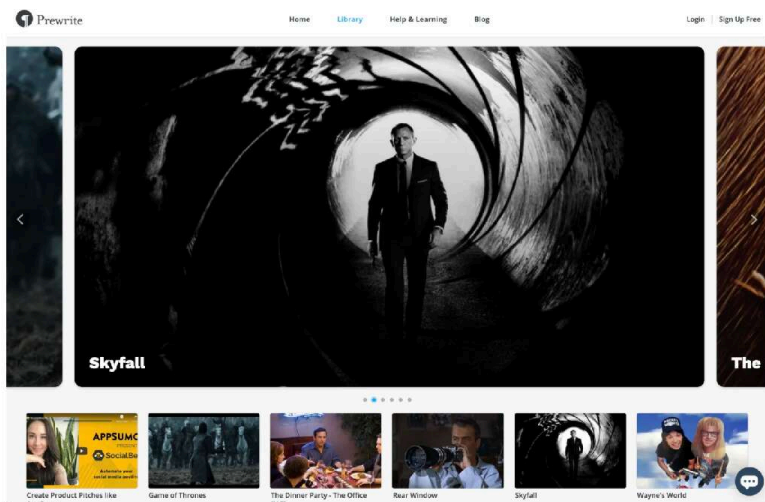 Prewrite
Home
Library
Help & Learning
Blog
Login
Sign Up Free
Skyfall
The
APPSUMO
SocialBe
Create Product Pitches like
Game of Thrones
The Dinner Party - The Office
Rear Window
Skyfall
Wayne's World